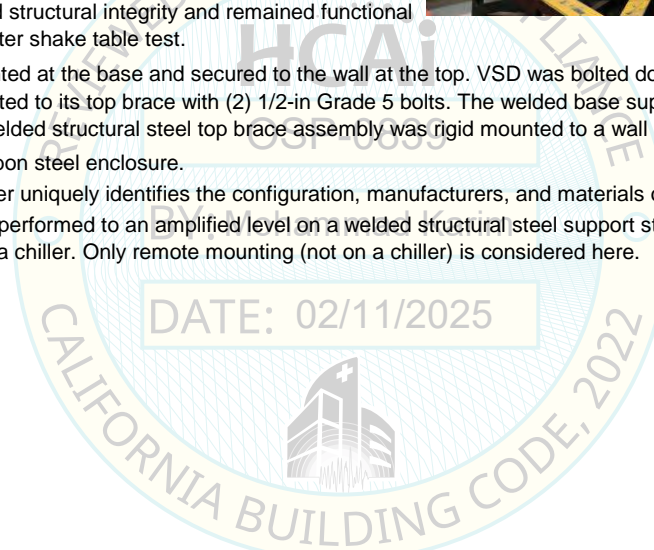 l structural integrity and remained functional
ter shake table test.
HCAi
ted at the base and secured to the wall at the top. VSD was bolted do
ted to its top brace with (2) 1/2-in Grade 5 bolts. The welded base sup
elded structural steel top brace assembly was rigid mounted to a wall
OSP-0839
bon steel enclosure.
er uniquely identifies the configuration, manufacturers, and materials
performed to an amplified level on a welded structural steel support st
BY: Mohammad Karim
a chiller. Only remote mounting (not on a chiller) is considered here.
DATE: 02/11/2025
CALIFORNIA BUILDING CODE, 2022